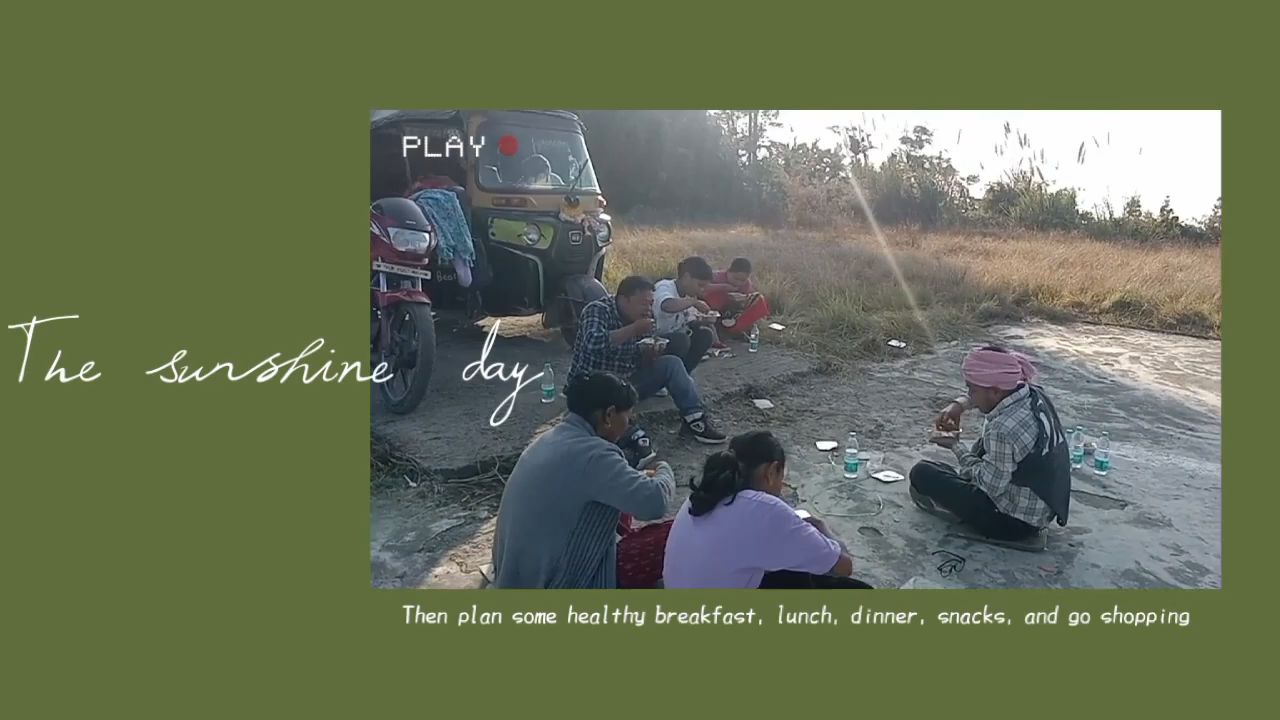 PLAY
The sunshine day
Then plan some healthy breakfast, lunch, dinner, snacks, and go shopping